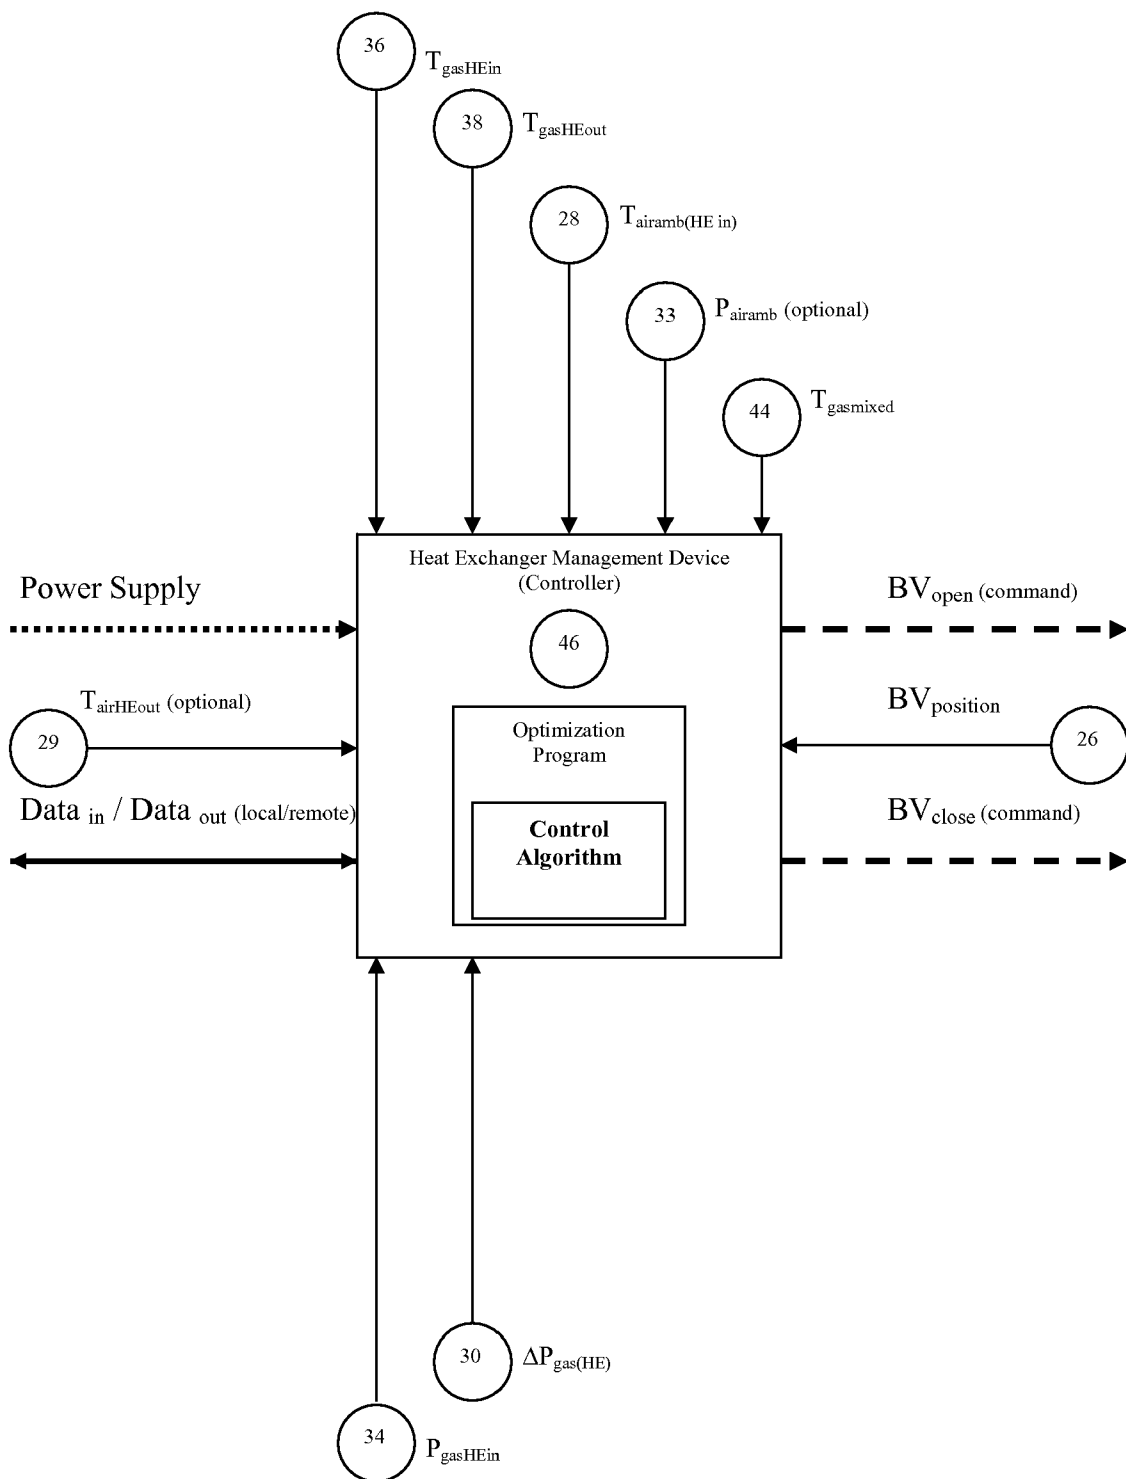 36
T_gasHEin
38
T_gasHEout
28
T_airamb(HE in)
33
P_airamb (optional)
44
T_gasmixed
Heat Exchanger Management Device
(Controller)
Power Supply
BV_open (command)
46
T_airHEout (optional)
29
Optimization
Program
BV_position
26
Data in / Data out (local/remote)
Control
Algorithm
BV_close (command)
30
ΔP_gas(HE)
34
P_gasHEin